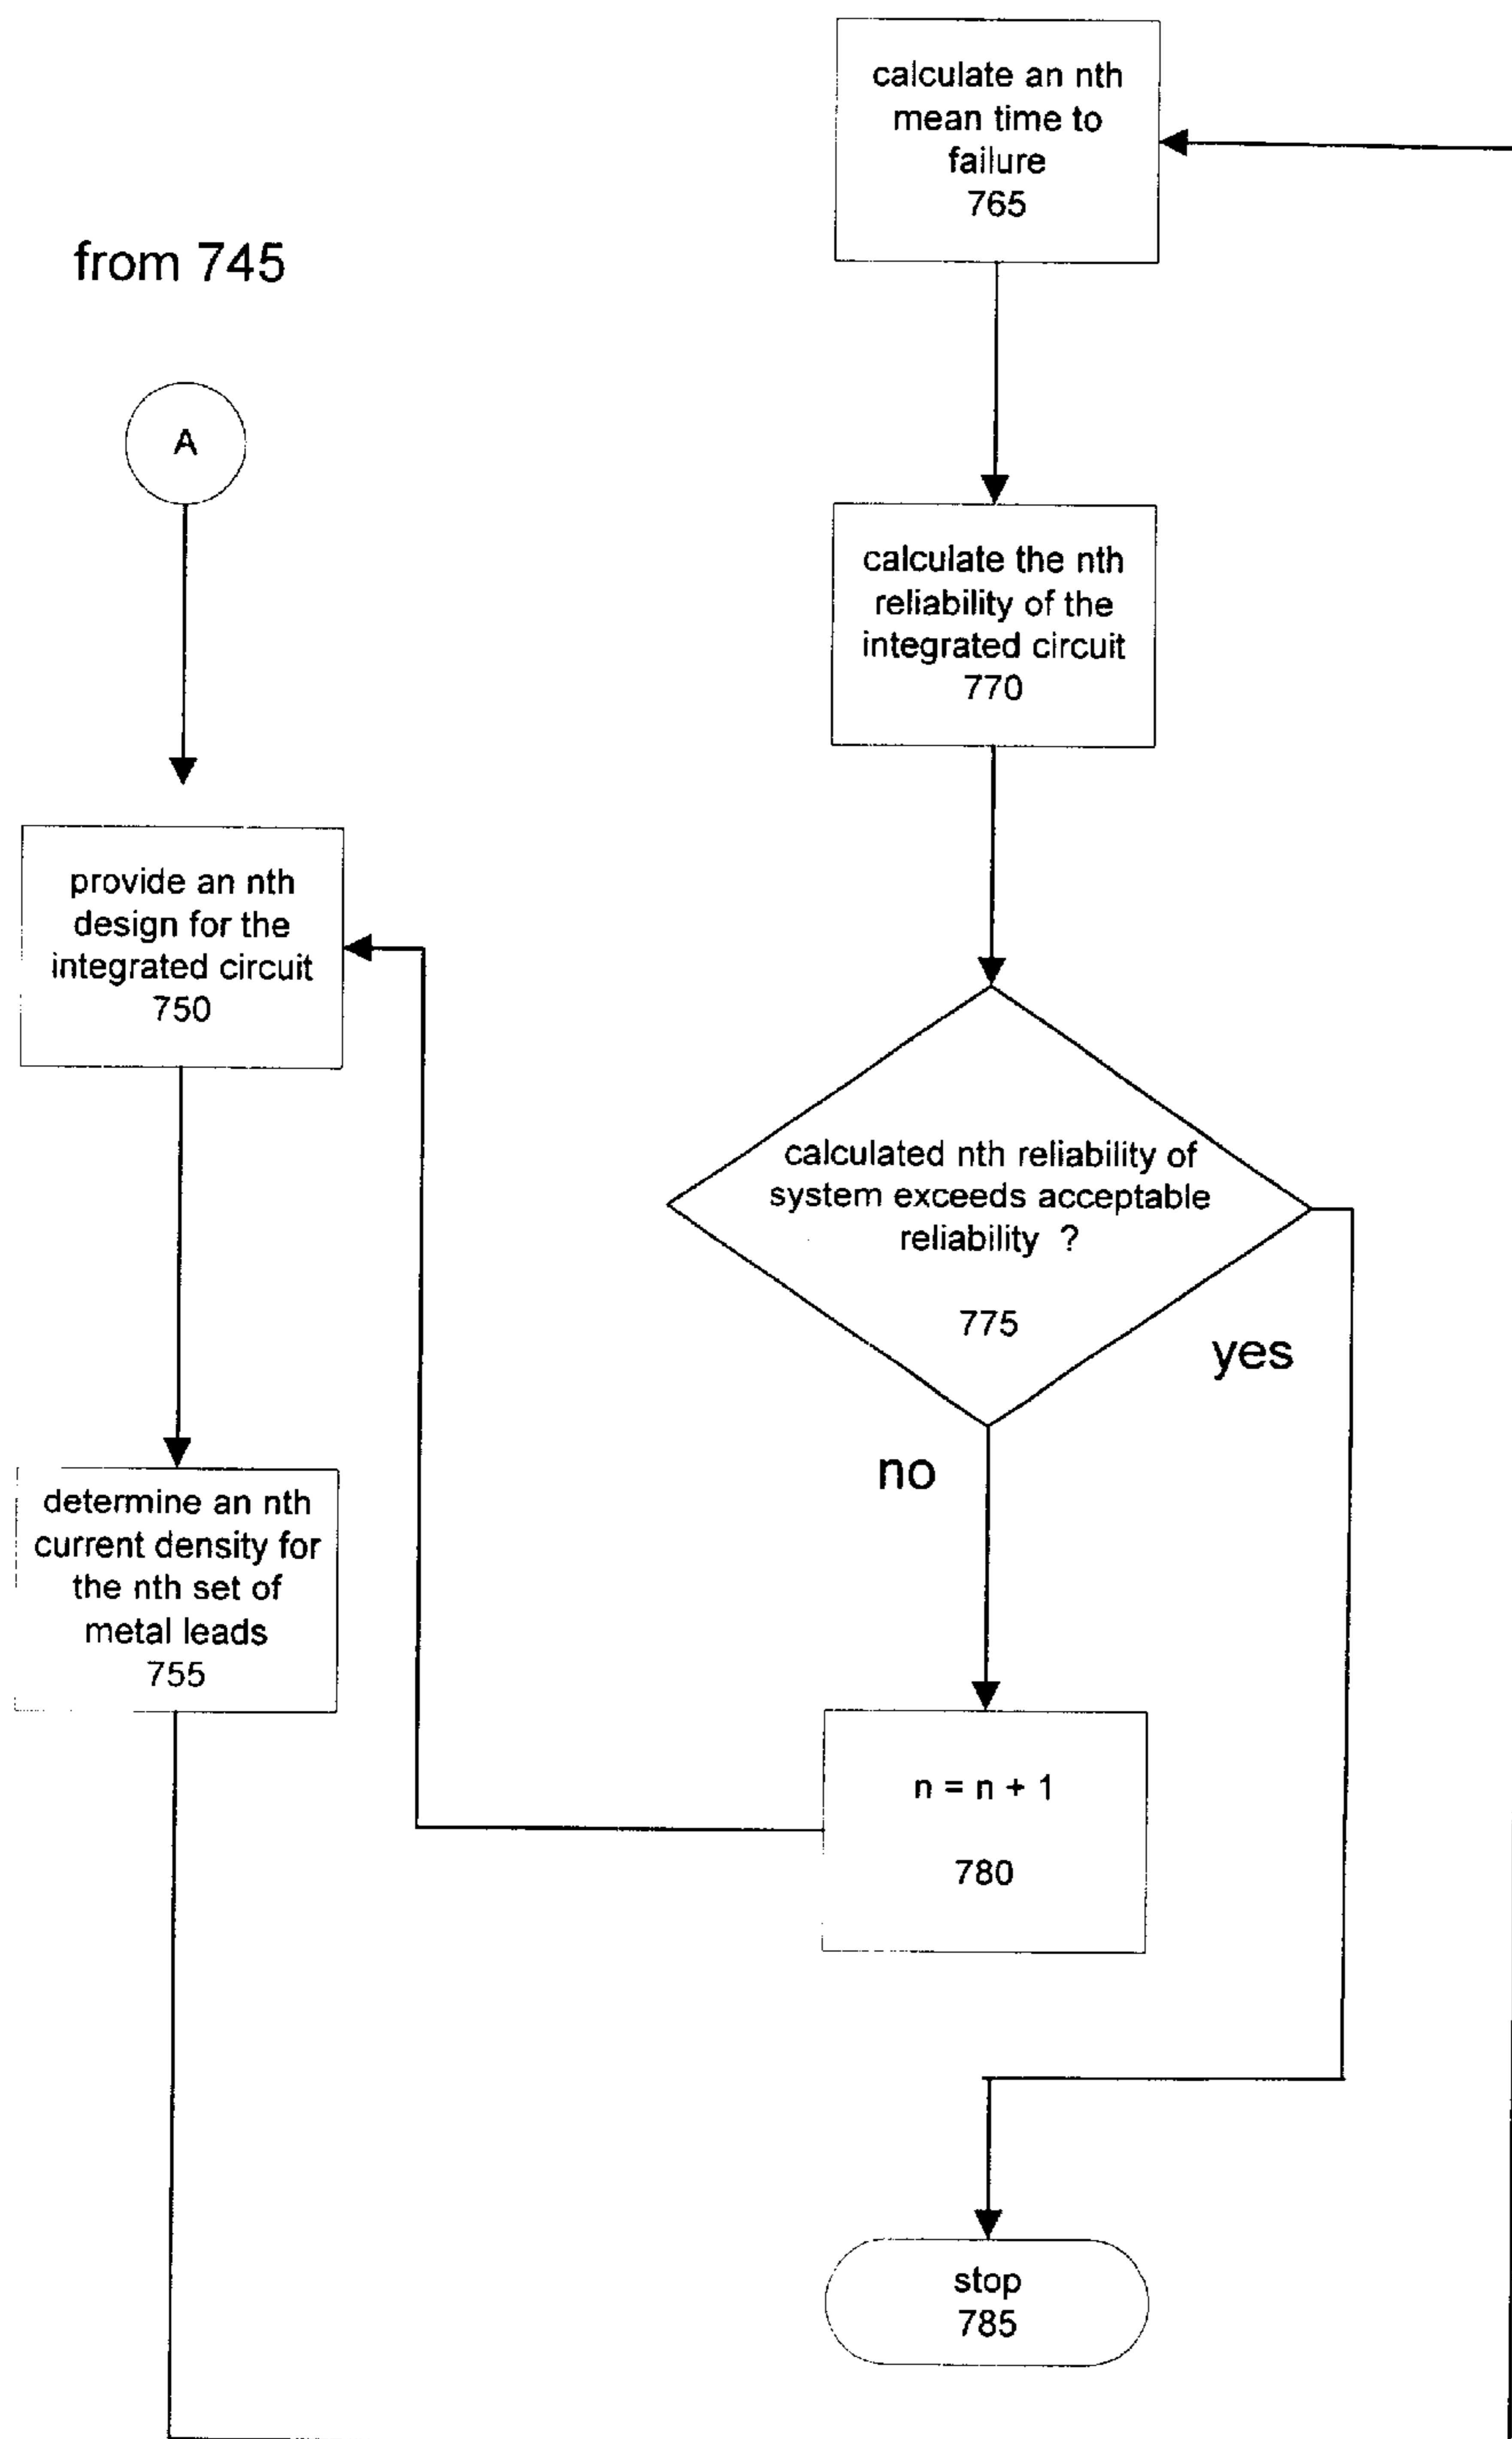 from 745
A
provide an nth
design for the
integrated circuit
750
determine an nth
current density for
the nth set of
metal leads
755
calculate an nth
mean time to
failure
765
calculate the nth
reliability of the
integrated circuit
770
calculated nth reliability of
system exceeds acceptable
reliability ?
775
yes
no
n = n + 1
780
stop
785